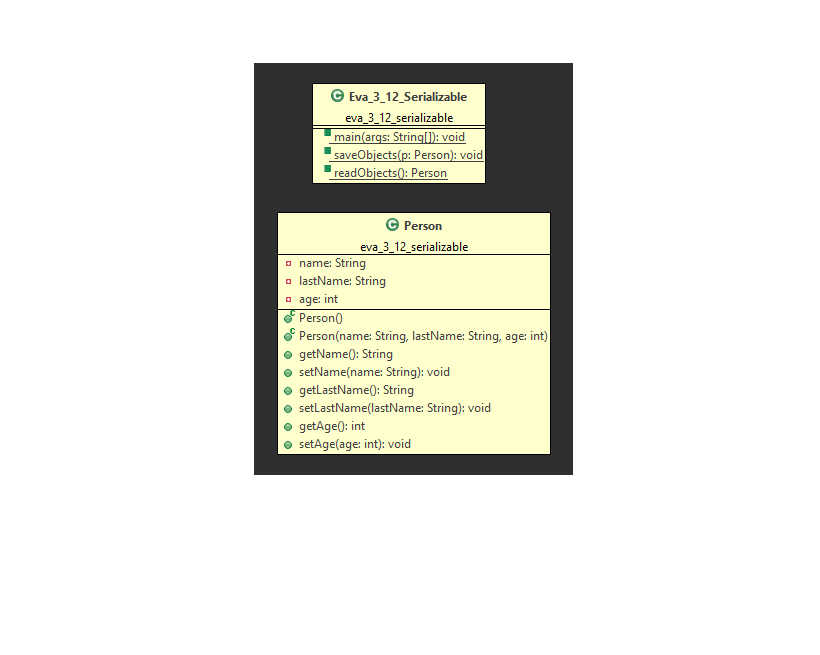 C Eva_3_12_Serializable
eva_3_12_serializable
main(args: String[]): void
saveObjects(p: Person): void
readObjects(): Person
C Person
eva_3_12_serializable
name: String
lastName: String
age: int
C Person()
C Person(name: String, lastName: String, age: int)
getName(): String
setName(name: String): void
getLastName(): String
setLastName(lastName: String): void
getAge(): int
setAge(age: int): void